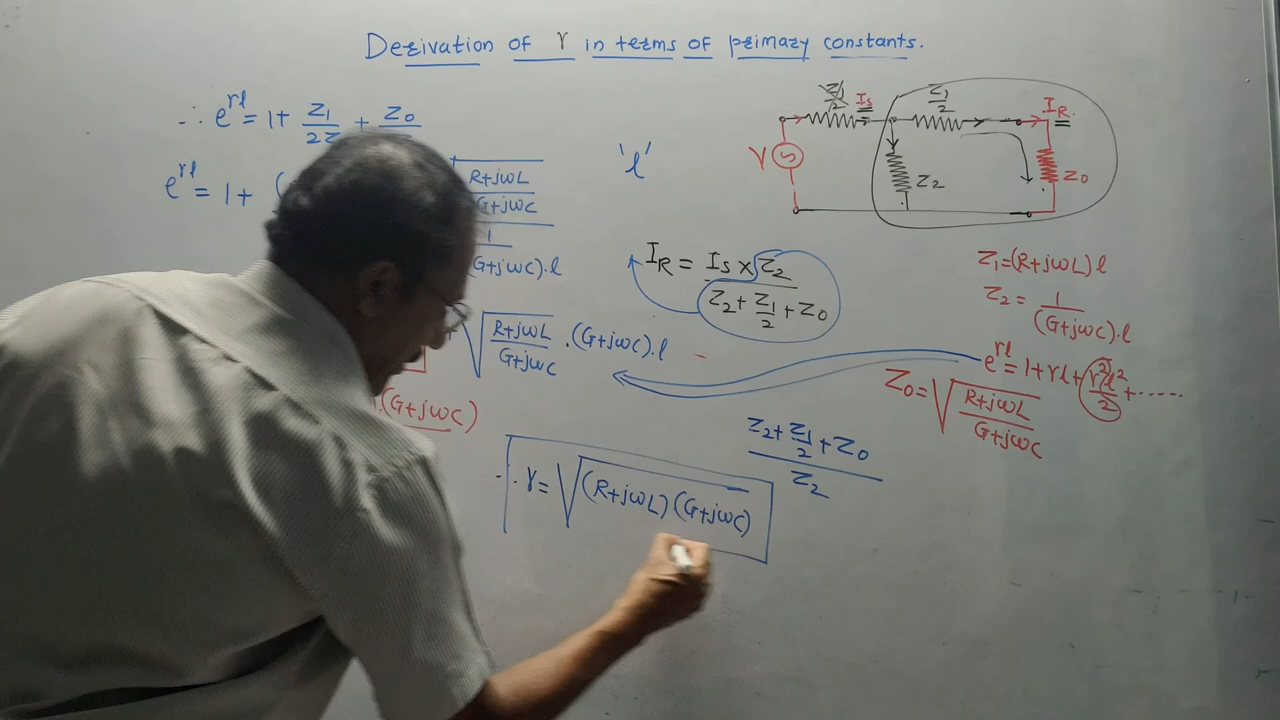 Derivation of γ in terms of primary constants.
∴ e^γl = 1 + Z1/2Z + Z0
e^γl = 1 + (
√(R+jωL / G+jωC)
1 / (G+jωC).l
√(R+jωL / G+jωC) . (G+jωC).l
.(G+jωC)
∴ γ = √((R+jωL)(G+jωC))
'l'
IR = Is × Z2 / (Z2 + Z1/2 + Z0)
(Z2 + Z1/2 + Z0) / Z2
V
Z1/2
Is
Z1/2
IR
Z2
Z0
Z1 = (R+jωL) l
Z2 = 1 / (G+jωC).l
e^γl = 1 + γl + γ²l²/2 + ......
Z0 = √(R+jωL / G+jωC)